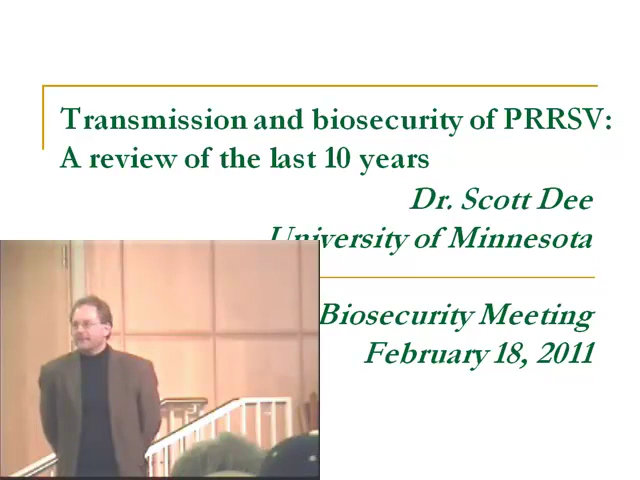 Transmission and biosecurity of PRRSV:
A review of the last 10 years
Dr. Scott Dee
University of Minnesota
Biosecurity Meeting
February 18, 2011